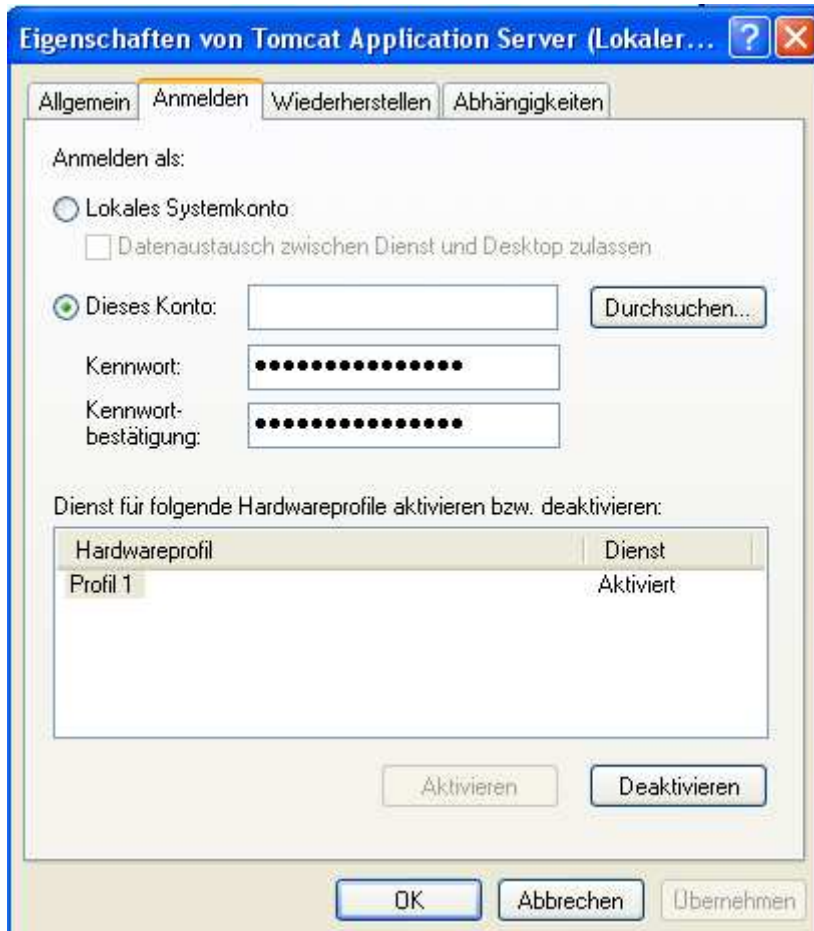 Eigenschaften von Tomcat Application Server (Lokaler...
Allgemein Anmelden Wiederherstellen Abhängigkeiten
Anmelden als:
Lokales Systemkonto
Datenaustausch zwischen Dienst und Desktop zulassen
Dieses Konto: Durchsuchen...
Kennwort: •••••••••••••••
Kennwort-
bestätigung: •••••••••••••••
Dienst für folgende Hardwareprofile aktivieren bzw. deaktivieren:
Hardwareprofil Dienst
Profil 1 Aktiviert
Aktivieren Deaktivieren
OK Abbrechen Übernehmen